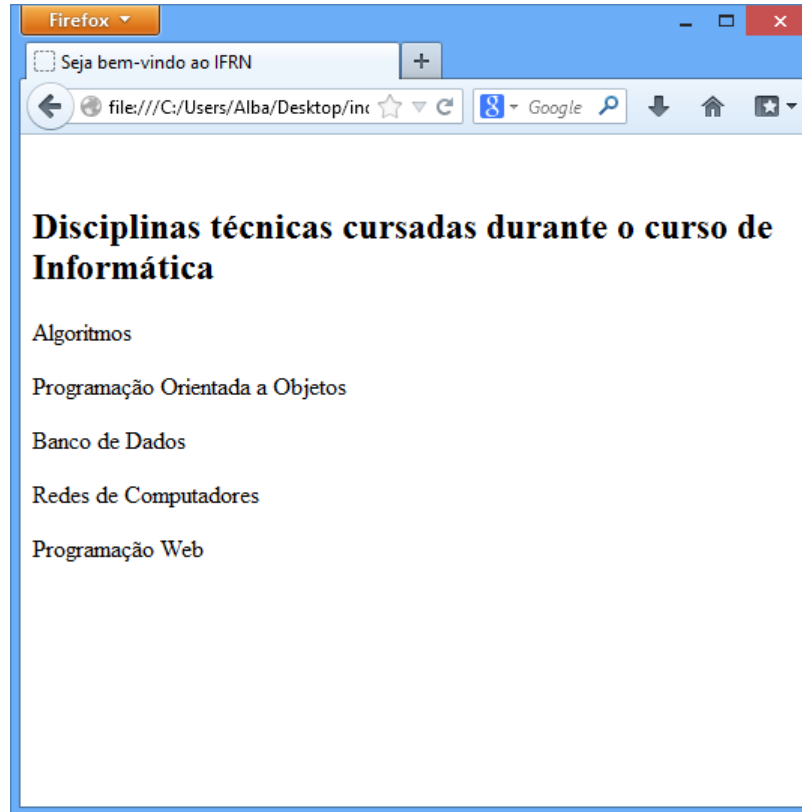 Firefox
Seja bem-vindo ao IFRN
file:///C:/Users/Alba/Desktop/inc
Google
Disciplinas técnicas cursadas durante o curso de
Informática
Algoritmos
Programação Orientada a Objetos
Banco de Dados
Redes de Computadores
Programação Web